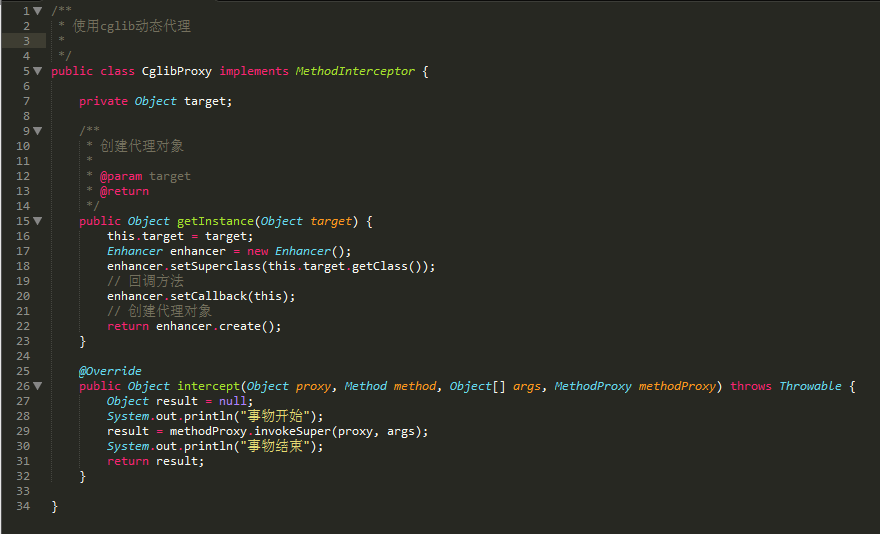 1 /**
2  * 使用cglib动态代理
3  *
4  */
5 public class CglibProxy implements MethodInterceptor {
6
7     private Object target;
8
9     /**
10      * 创建代理对象
11      *
12      * @param target
13      * @return
14      */
15     public Object getInstance(Object target) {
16         this.target = target;
17         Enhancer enhancer = new Enhancer();
18         enhancer.setSuperclass(this.target.getClass());
19         // 回调方法
20         enhancer.setCallback(this);
21         // 创建代理对象
22         return enhancer.create();
23     }
24
25     @Override
26     public Object intercept(Object proxy, Method method, Object[] args, MethodProxy methodProxy) throws Throwable {
27         Object result = null;
28         System.out.println("事物开始");
29         result = methodProxy.invokeSuper(proxy, args);
30         System.out.println("事物结束");
31         return result;
32     }
33
34 }